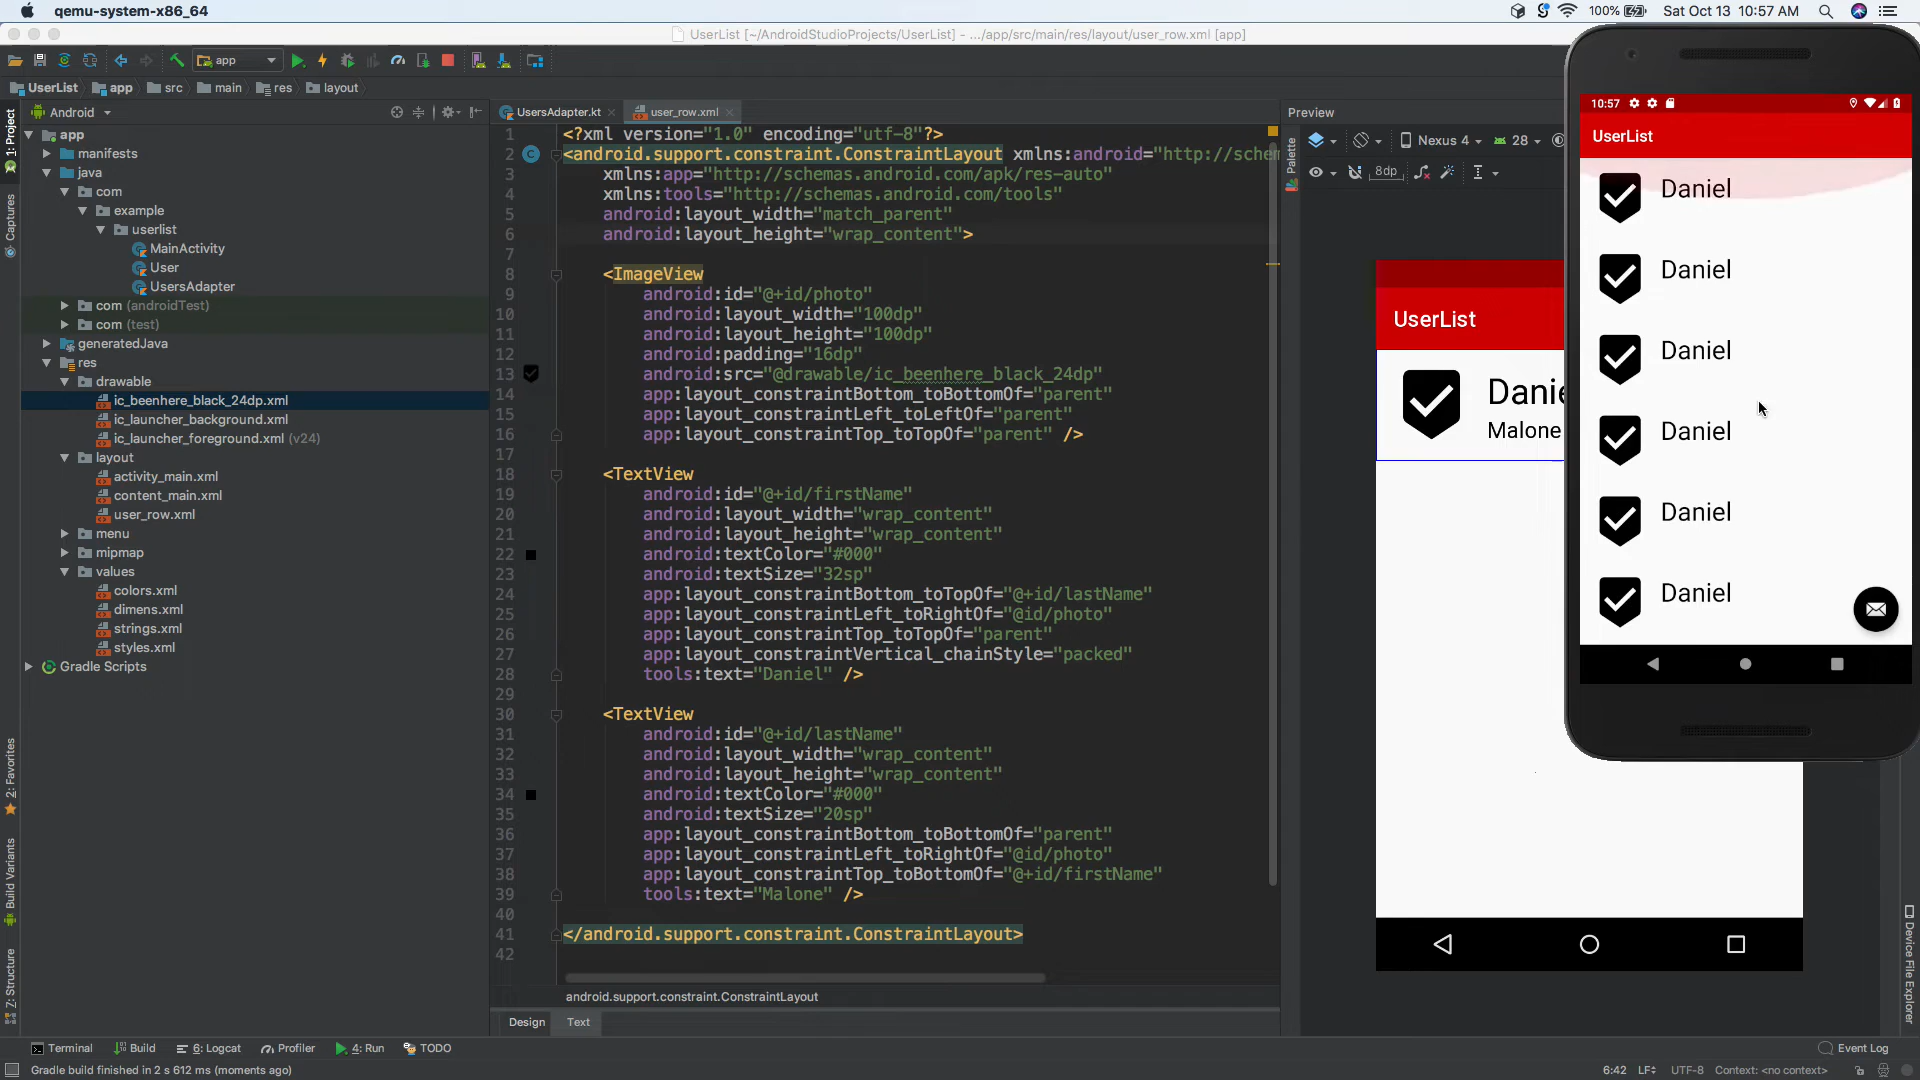 qemu-system-x86_64
100%
Sat Oct 13 10:57 AM
UserList [~/AndroidStudioProjects/UserList] - .../app/src/main/res/layout/user_row.xml [app]
app
UserList
app
src
main
res
layout
Android
UsersAdapter.kt
user_row.xml
Preview
1: Project
Captures
2: Favorites
Build Variants
7: Structure
app
manifests
java
com
example
userlist
MainActivity
User
UsersAdapter
com (androidTest)
com (test)
generatedJava
res
drawable
ic_beenhere_black_24dp.xml
ic_launcher_background.xml
ic_launcher_foreground.xml (v24)
layout
activity_main.xml
content_main.xml
user_row.xml
menu
mipmap
values
colors.xml
dimens.xml
strings.xml
styles.xml
Gradle Scripts
1 <?xml version="1.0" encoding="utf-8"?>
2 <android.support.constraint.ConstraintLayout xmlns:android="http://schem
3 xmlns:app="http://schemas.android.com/apk/res-auto"
4 xmlns:tools="http://schemas.android.com/tools"
5 android:layout_width="match_parent"
6 android:layout_height="wrap_content">
7
8 <ImageView
9 android:id="@+id/photo"
10 android:layout_width="100dp"
11 android:layout_height="100dp"
12 android:padding="16dp"
13 android:src="@drawable/ic_beenhere_black_24dp"
14 app:layout_constraintBottom_toBottomOf="parent"
15 app:layout_constraintLeft_toLeftOf="parent"
16 app:layout_constraintTop_toTopOf="parent" />
17
18 <TextView
19 android:id="@+id/firstName"
20 android:layout_width="wrap_content"
21 android:layout_height="wrap_content"
22 android:textColor="#000"
23 android:textSize="32sp"
24 app:layout_constraintBottom_toTopOf="@+id/lastName"
25 app:layout_constraintLeft_toRightOf="@id/photo"
26 app:layout_constraintTop_toTopOf="parent"
27 app:layout_constraintVertical_chainStyle="packed"
28 tools:text="Daniel" />
29
30 <TextView
31 android:id="@+id/lastName"
32 android:layout_width="wrap_content"
33 android:layout_height="wrap_content"
34 android:textColor="#000"
35 android:textSize="20sp"
36 app:layout_constraintBottom_toBottomOf="parent"
37 app:layout_constraintLeft_toRightOf="@id/photo"
38 app:layout_constraintTop_toBottomOf="@+id/firstName"
39 tools:text="Malone" />
40
41 </android.support.constraint.ConstraintLayout>
42
android.support.constraint.ConstraintLayout
Design Text
Palette
Nexus 4
28
8dp
UserList
Danie
Malone
10:57
UserList
Daniel
Daniel
Daniel
Daniel
Daniel
Daniel
Device File Explorer
Terminal
Build
6: Logcat
Profiler
4: Run
TODO
Event Log
Gradle build finished in 2 s 612 ms (moments ago)
6:42 LF UTF-8 Context: <no context>